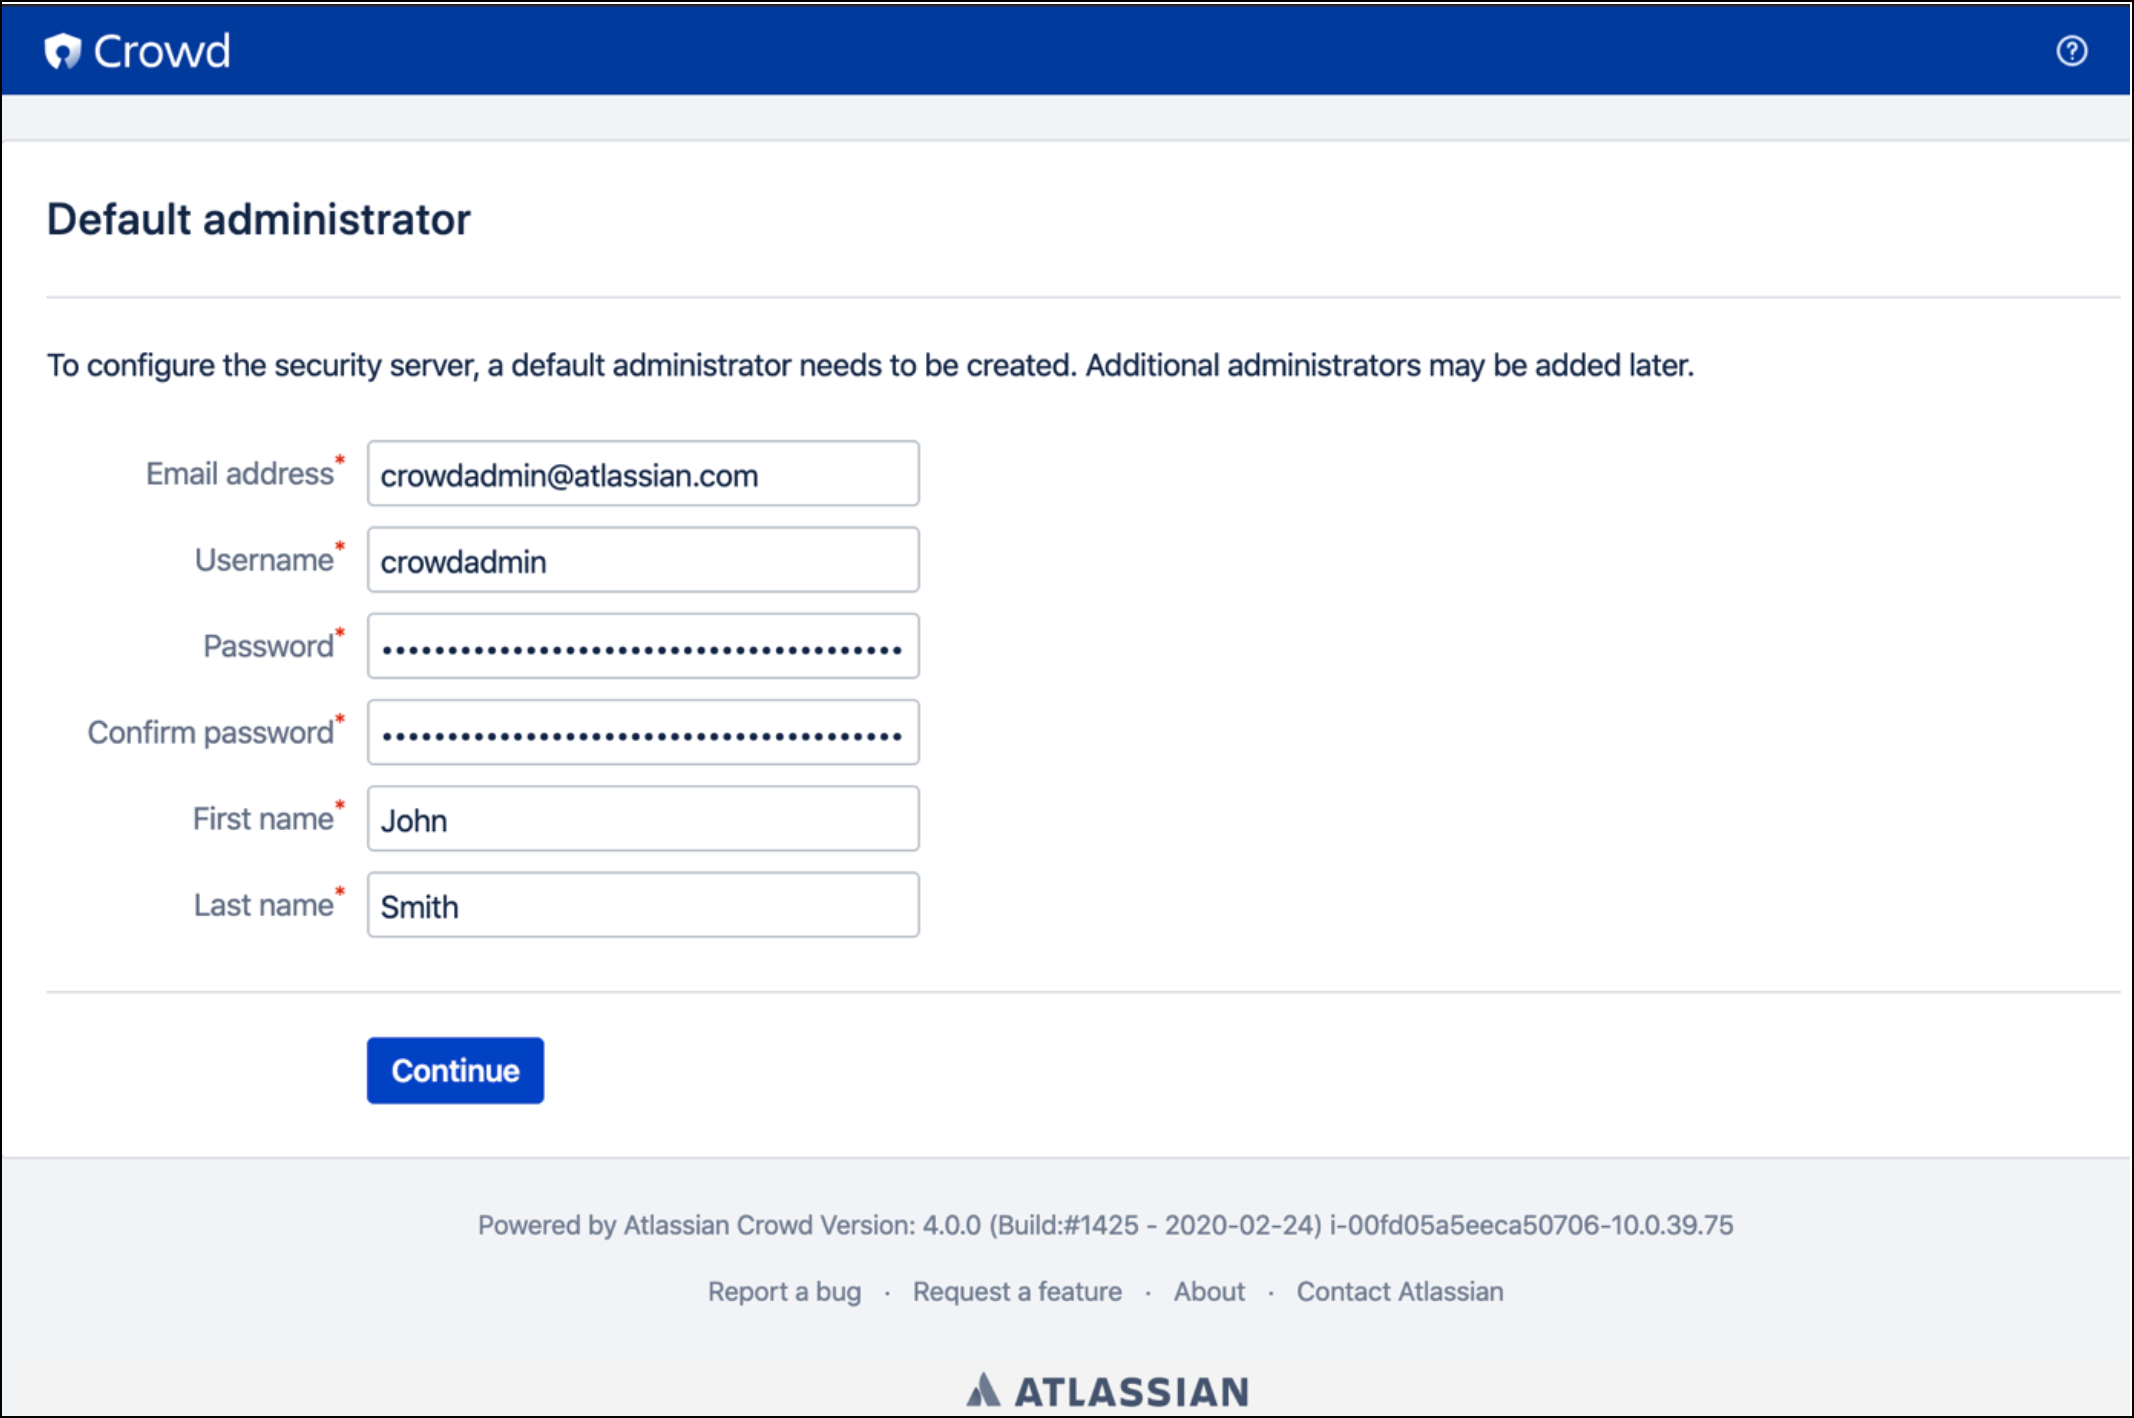 Crowd
Default administrator
To configure the security server, a default administrator needs to be created. Additional administrators may be added later.
Email address* crowdadmin@atlassian.com
Username* crowdadmin
Password* ••••••••••••••••••••••••••••••••••••••••
Confirm password* ••••••••••••••••••••••••••••••••••••••••
First name* John
Last name* Smith
Continue
Powered by Atlassian Crowd Version: 4.0.0 (Build:#1425 - 2020-02-24) i-00fd05a5eeca50706-10.0.39.75
Report a bug · Request a feature · About · Contact Atlassian
ATLASSIAN